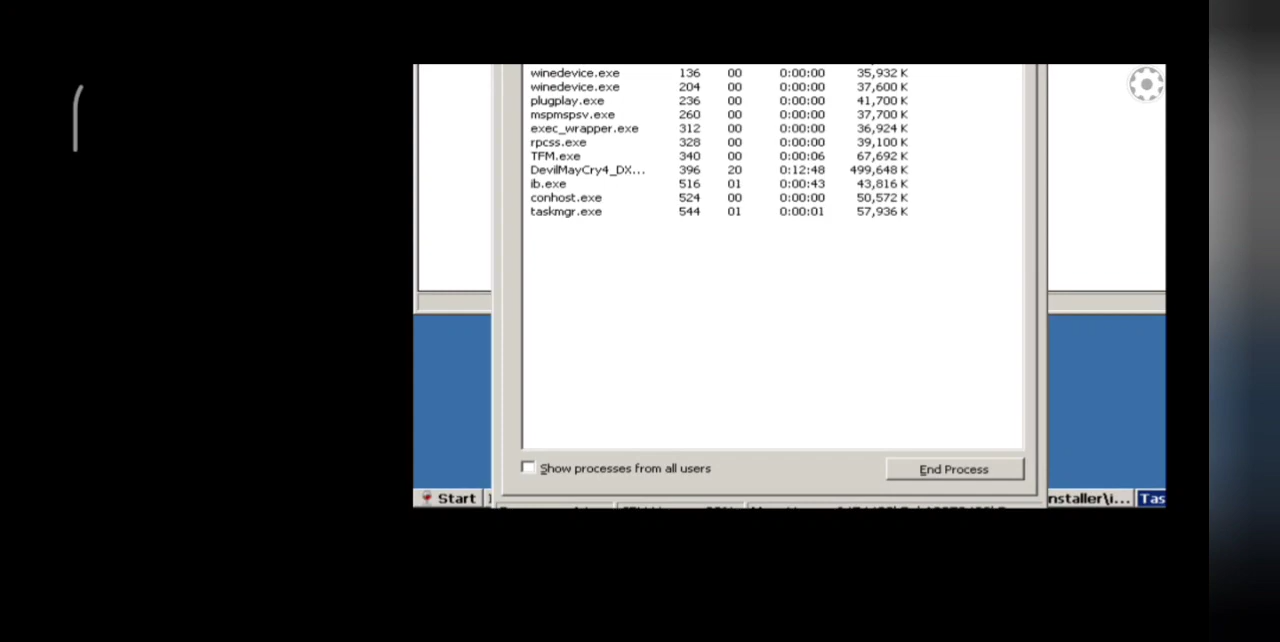 winedevice.exe 136 00 0:00:00 35,932 K
winedevice.exe 204 00 0:00:00 37,600 K
plugplay.exe 236 00 0:00:00 41,700 K
mspmspsv.exe 260 00 0:00:00 37,700 K
exec_wrapper.exe 312 00 0:00:00 36,924 K
rpcss.exe 328 00 0:00:00 39,100 K
TFM.exe 340 00 0:00:06 67,692 K
DevilMayCry4_DX... 396 20 0:12:48 499,648 K
ib.exe 516 01 0:00:43 43,816 K
conhost.exe 524 00 0:00:00 50,572 K
taskmgr.exe 544 01 0:00:01 57,936 K
Show processes from all users End Process
Start nstaller\i... Tas